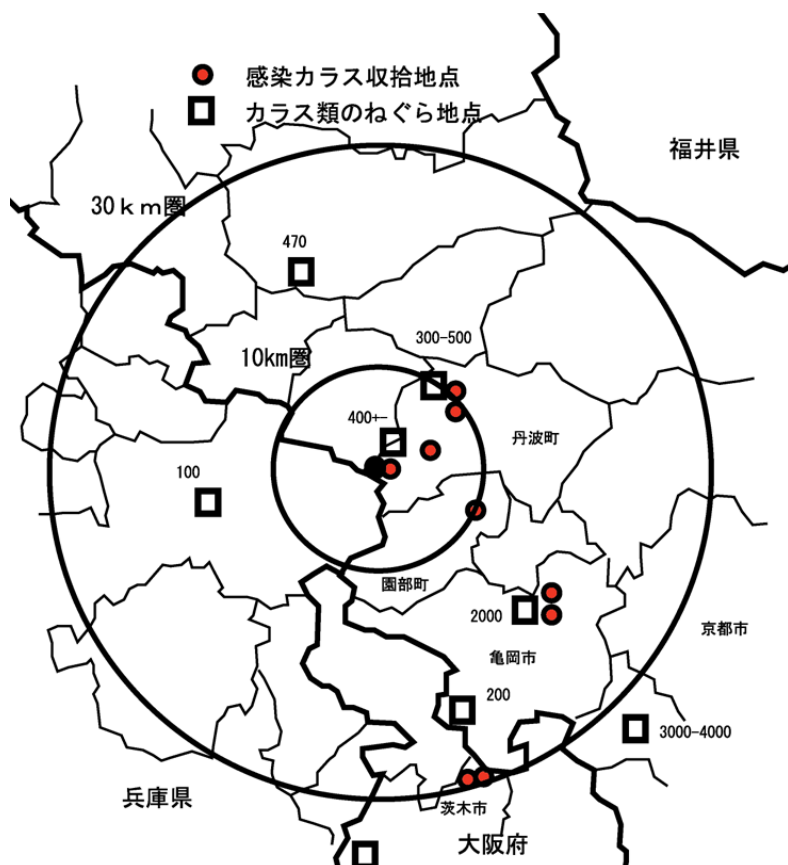 感染カラス収拾地点
カラス類のねぐら地点
福井県
30ｋｍ圏
470
300-500
10km圏
400+-
丹波町
100
園部町
2000
京都市
亀岡市
200
3000-4000
兵庫県
茨木市
大阪府